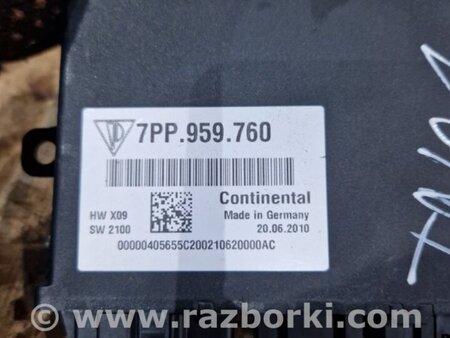 7PP.959.760
Continental
HW X09
Made in Germany
SW 2100
20.06.2010
00000405655C200210620000AC
www.razborki.com